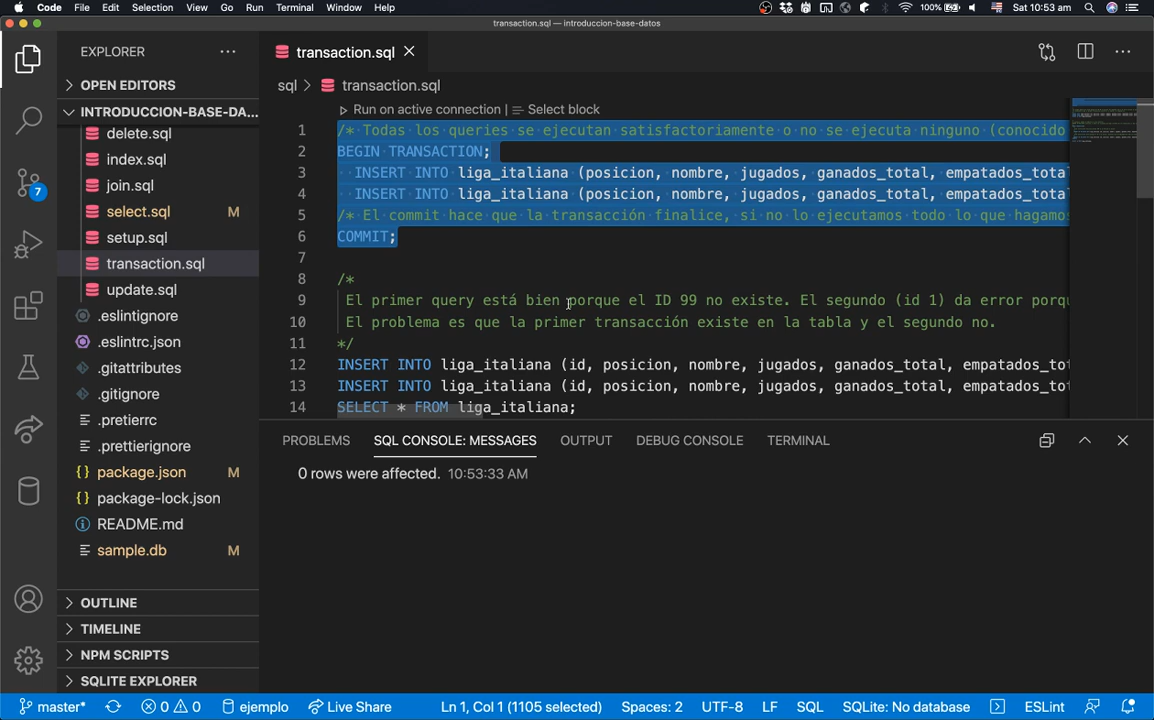 Code File Edit Selection View Go Run Terminal Window Help 100% Sat 10:53 am
transaction.sql — introduccion-base-datos
EXPLORER
OPEN EDITORS
INTRODUCCION-BASE-DA...
delete.sql
index.sql
join.sql
select.sql M
setup.sql
transaction.sql
update.sql
.eslintignore
.eslintrc.js
.gitattributes
.gitignore
.pretierrc
.prettierignore
{} package.json M
{} package-lock.json
README.md
sample.db M
OUTLINE
TIMELINE
NPM SCRIPTS
SQLITE EXPLORER
7
transaction.sql
sql > transaction.sql
Run on active connection | Select block
1 /* Todas los queries se ejecutan satisfactoriamente o no se ejecuta ninguno (conocido
2 BEGIN TRANSACTION;
3 INSERT INTO liga_italiana (posicion, nombre, jugados, ganados_total, empatados_total
4 INSERT INTO liga_italiana (posicion, nombre, jugados, ganados_total, empatados_total
5 /* El commit hace que la transacción finalice, si no lo ejecutamos todo lo que hagamos
6 COMMIT;
7
8 /*
9 El primer query está bien porque el ID 99 no existe. El segundo (id 1) da error porqu
10 El problema es que la primer transacción existe en la tabla y el segundo no.
11 */
12 INSERT INTO liga_italiana (id, posicion, nombre, jugados, ganados_total, empatados_tot
13 INSERT INTO liga_italiana (id, posicion, nombre, jugados, ganados_total, empatados_tot
14 SELECT * FROM liga_italiana;
PROBLEMS SQL CONSOLE: MESSAGES OUTPUT DEBUG CONSOLE TERMINAL
0 rows were affected. 10:53:33 AM
master* 0 0 ejemplo Live Share Ln 1, Col 1 (1105 selected) Spaces: 2 UTF-8 LF SQL SQLite: No database ESLint